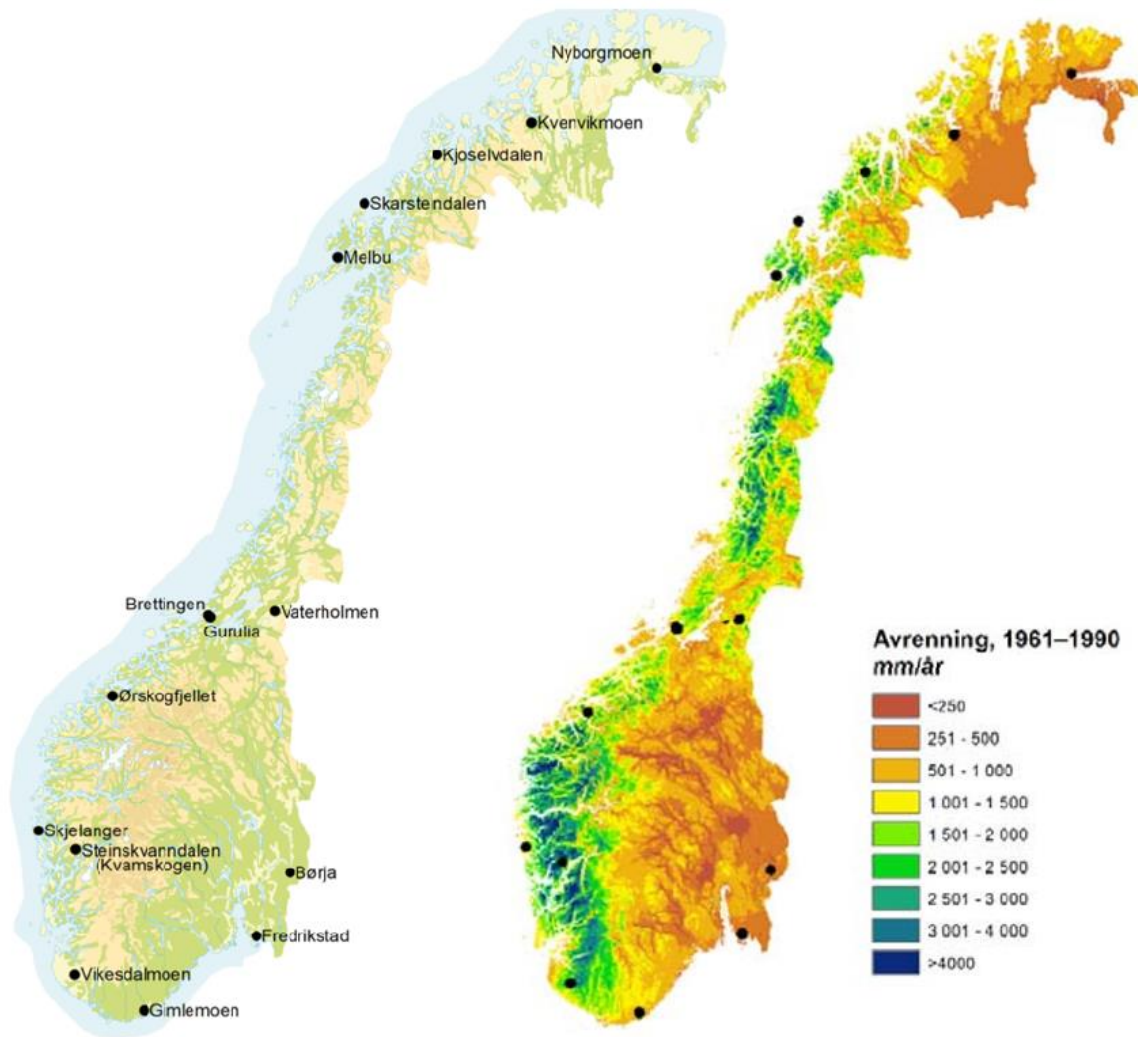 Nyborgmoen
Kvenvikmoen
Kjoselvdalen
Skarstendalen
Melbu
Brettingen
Gurulia
Vaterholmen
Ørskogfjellet
Skjelanger
Steinskvanndalen
(Kvamskogen)
Børja
Fredrikstad
Vikesdalmoen
Gimlemoen
Avrenning, 1961–1990
mm/år
<250
251 - 500
501 - 1 000
1 001 - 1 500
1 501 - 2 000
2 001 - 2 500
2 501 - 3 000
3 001 - 4 000
>4000